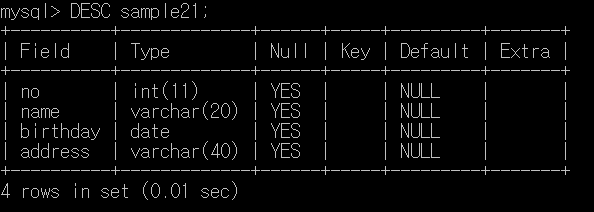 mysql> DESC sample21;
+----------+-------------+------+-----+---------+-------+
| Field    | Type        | Null | Key | Default | Extra |
+----------+-------------+------+-----+---------+-------+
| no       | int(11)     | YES  |     | NULL    |       |
| name     | varchar(20) | YES  |     | NULL    |       |
| birthday | date        | YES  |     | NULL    |       |
| address  | varchar(40) | YES  |     | NULL    |       |
+----------+-------------+------+-----+---------+-------+
4 rows in set (0.01 sec)